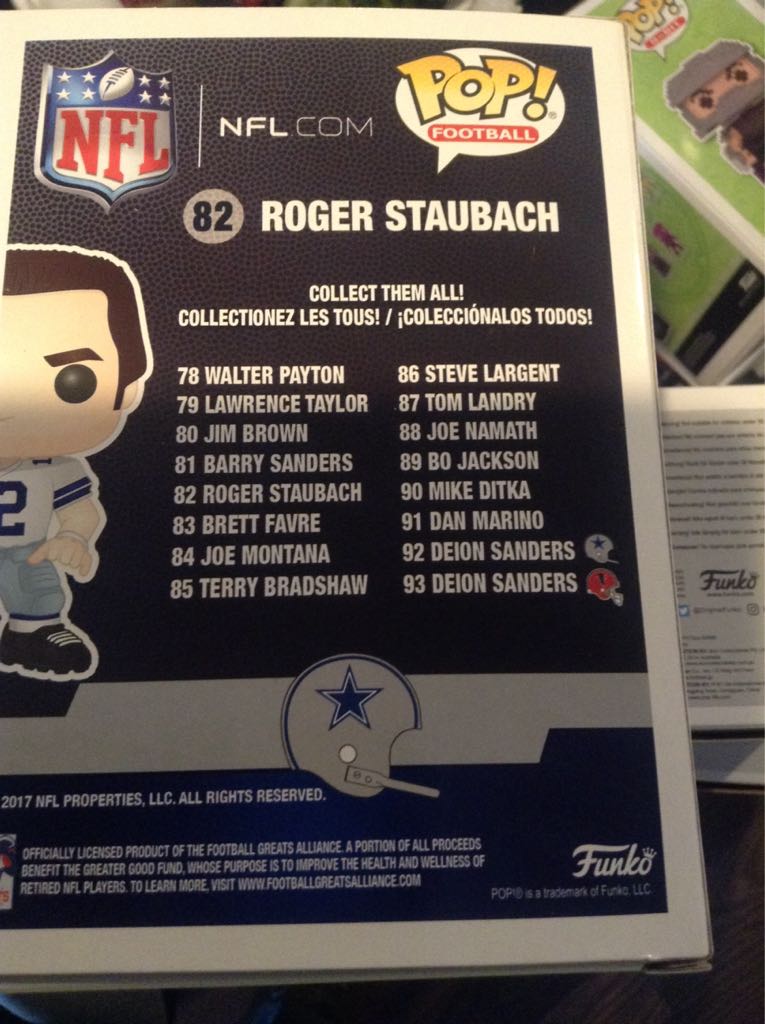 NFL
NFL.COM
POP!
FOOTBALL
82 ROGER STAUBACH
COLLECT THEM ALL!
COLLECTIONEZ LES TOUS! / ¡COLECCIÓNALOS TODOS!
78 WALTER PAYTON
79 LAWRENCE TAYLOR
80 JIM BROWN
81 BARRY SANDERS
82 ROGER STAUBACH
83 BRETT FAVRE
84 JOE MONTANA
85 TERRY BRADSHAW
86 STEVE LARGENT
87 TOM LANDRY
88 JOE NAMATH
89 BO JACKSON
90 MIKE DITKA
91 DAN MARINO
92 DEION SANDERS
93 DEION SANDERS
2
2017 NFL PROPERTIES, LLC. ALL RIGHTS RESERVED.
OFFICIALLY LICENSED PRODUCT OF THE FOOTBALL GREATS ALLIANCE. A PORTION OF ALL PROCEEDS
BENEFIT THE GREATER GOOD FUND, WHOSE PURPOSE IS TO IMPROVE THE HEALTH AND WELLNESS OF
RETIRED NFL PLAYERS. TO LEARN MORE, VISIT WWW.FOOTBALLGREATSALLIANCE.COM
Funko
POP!® is a trademark of Funko, LLC.
POP!
Funko
www.funko.com
@OriginalFunko